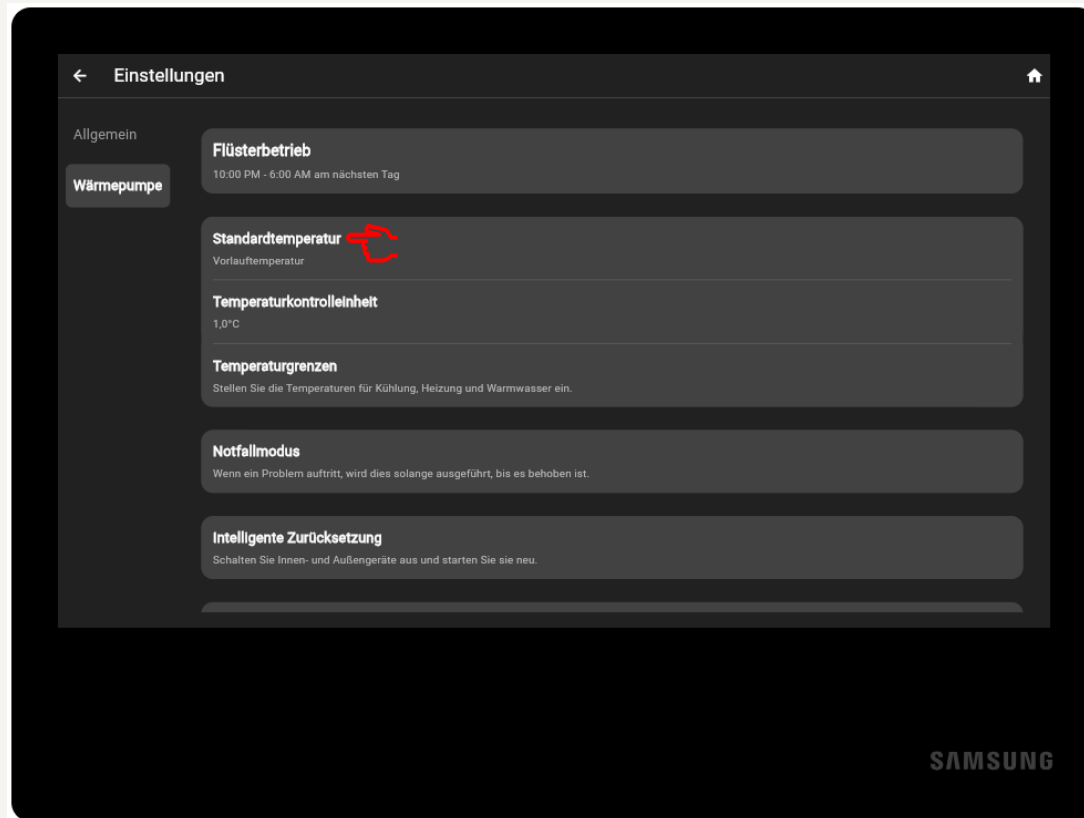 Einstellungen
Allgemein
Wärmepumpe
Flüsterbetrieb
10:00 PM - 6:00 AM am nächsten Tag
Standardtemperatur
Vorlauftemperatur
Temperaturkontrolleinheit
1,0°C
Temperaturgrenzen
Stellen Sie die Temperaturen für Kühlung, Heizung und Warmwasser ein.
Notfallmodus
Wenn ein Problem auftritt, wird dies solange ausgeführt, bis es behoben ist.
Intelligente Zurücksetzung
Schalten Sie Innen- und Außengeräte aus und starten Sie sie neu.
SAMSUNG